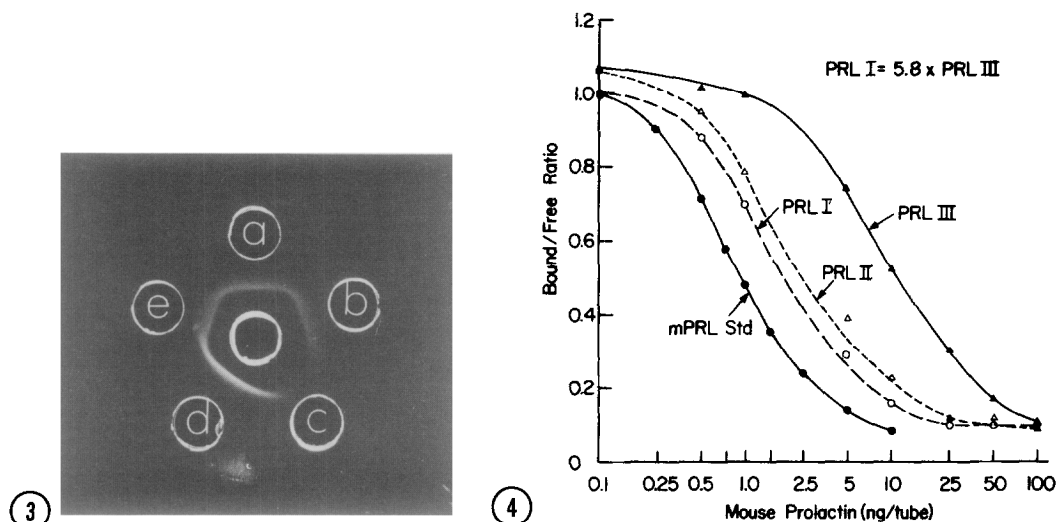 a
b
c
d
e
3
4
PRL I = 5.8 x PRL III
Bound/Free Ratio
1.2
1.0
0.8
0.6
0.4
0.2
0
PRL I
PRL II
PRL III
mPRL Std
0.1 0.25 0.5 1.0 2.5 5 10 25 50 100
Mouse Prolactin (ng/tube)